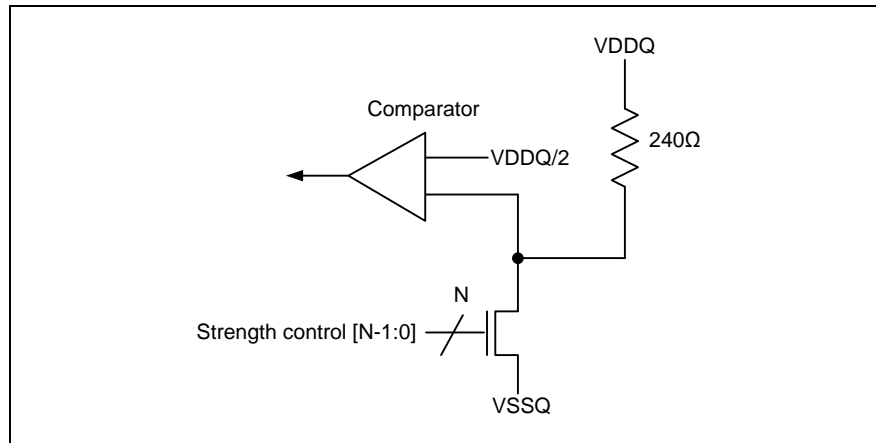 VDDQ
Comparator
240Ω
VDDQ/2
N
Strength control [N-1:0]
VSSQ